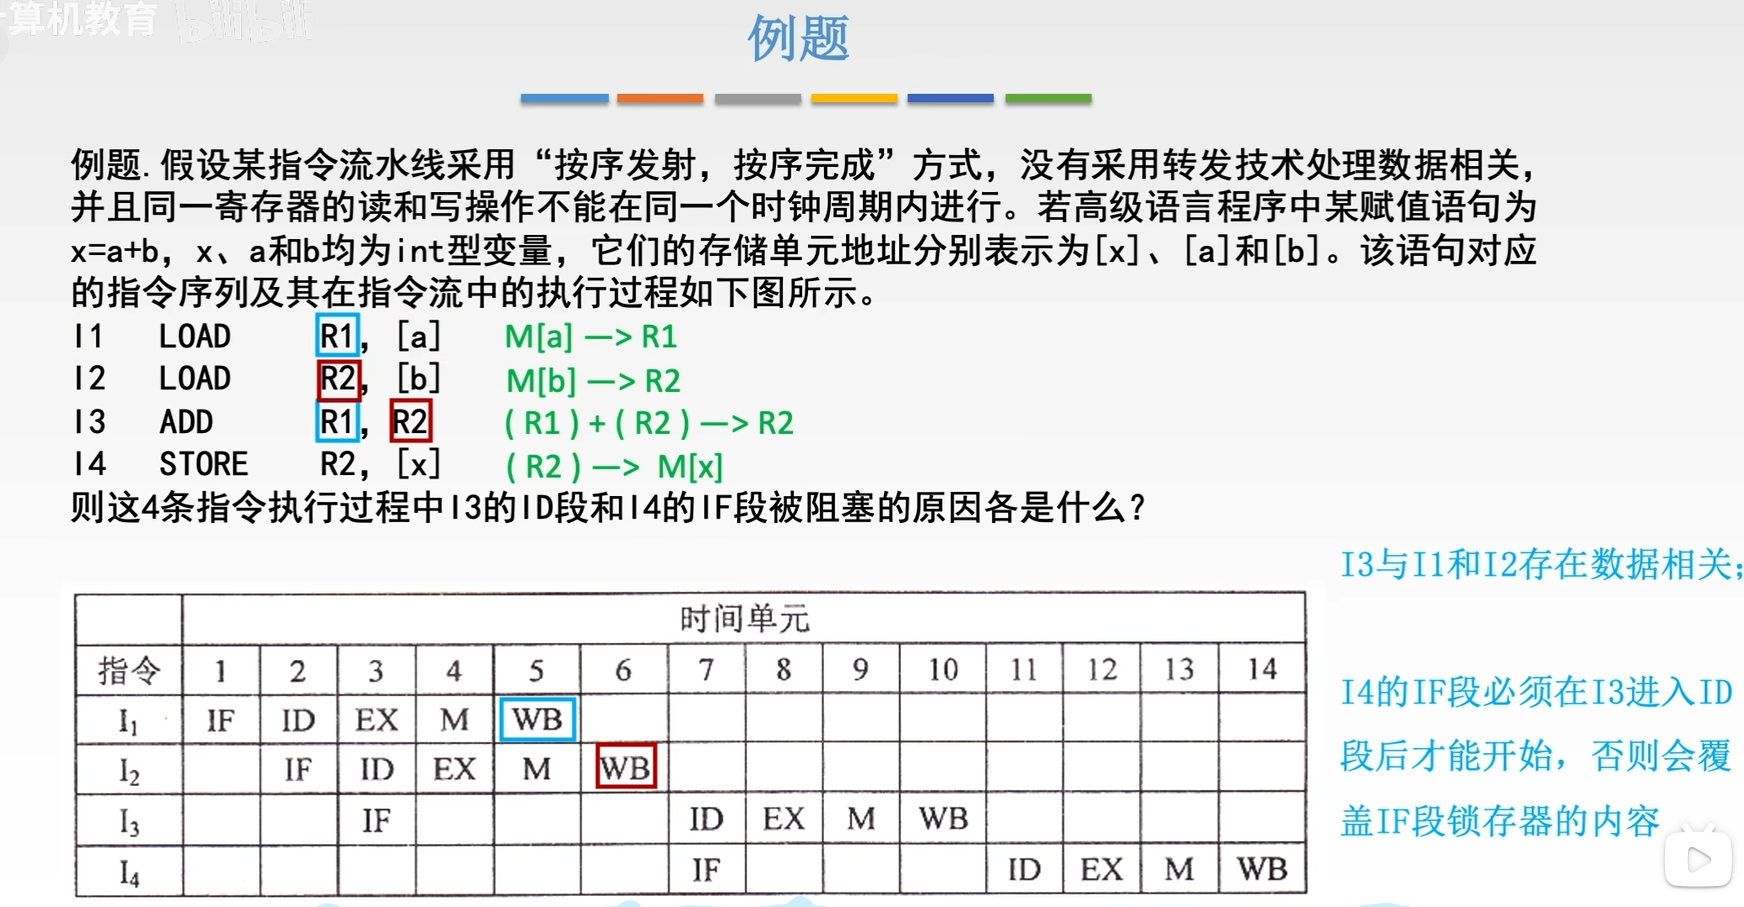 算机教育 bilibili
例题
例题.假设某指令流水线采用“按序发射，按序完成”方式，没有采用转发技术处理数据相关，
并且同一寄存器的读和写操作不能在同一个时钟周期内进行。若高级语言程序中某赋值语句为
x=a+b，x、a和b均为int型变量，它们的存储单元地址分别表示为[x]、[a]和[b]。该语句对应
的指令序列及其在指令流中的执行过程如下图所示。
I1 LOAD R1，[a] M[a] —> R1
I2 LOAD R2，[b] M[b] —> R2
I3 ADD R1，R2 ( R1 ) + ( R2 ) —> R2
I4 STORE R2，[x] ( R2 ) —> M[x]
则这4条指令执行过程中I3的ID段和I4的IF段被阻塞的原因各是什么？
I3与I1和I2存在数据相关；
时间单元
指令 1 2 3 4 5 6 7 8 9 10 11 12 13 14
I₁ IF ID EX M WB
I₂ IF ID EX M WB
I₃ IF ID EX M WB
I₄ IF ID EX M WB
I4的IF段必须在I3进入ID
段后才能开始，否则会覆
盖IF段锁存器的内容